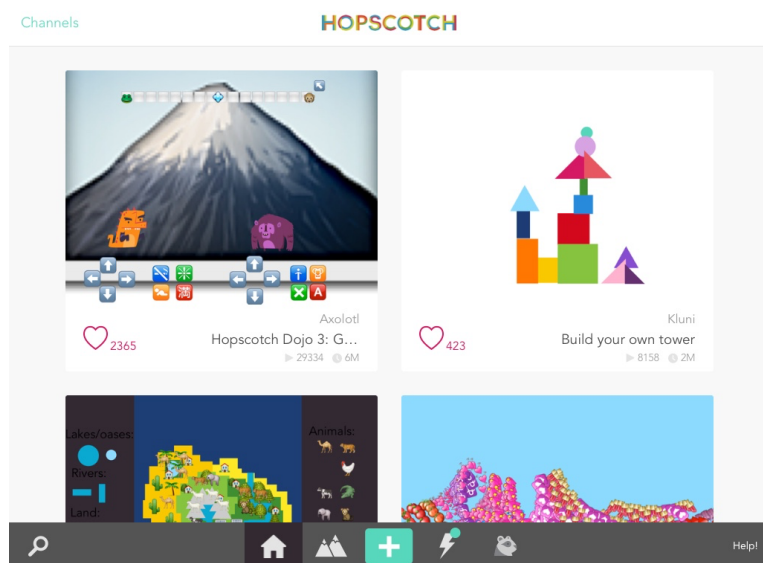 Channels
HOPSCOTCH
Axolotl
2365
Hopscotch Dojo 3: G...
29334 6M
Kluni
423
Build your own tower
8158 2M
Lakes/oases:
Rivers:
Land:
Animals:
満
A
Help!